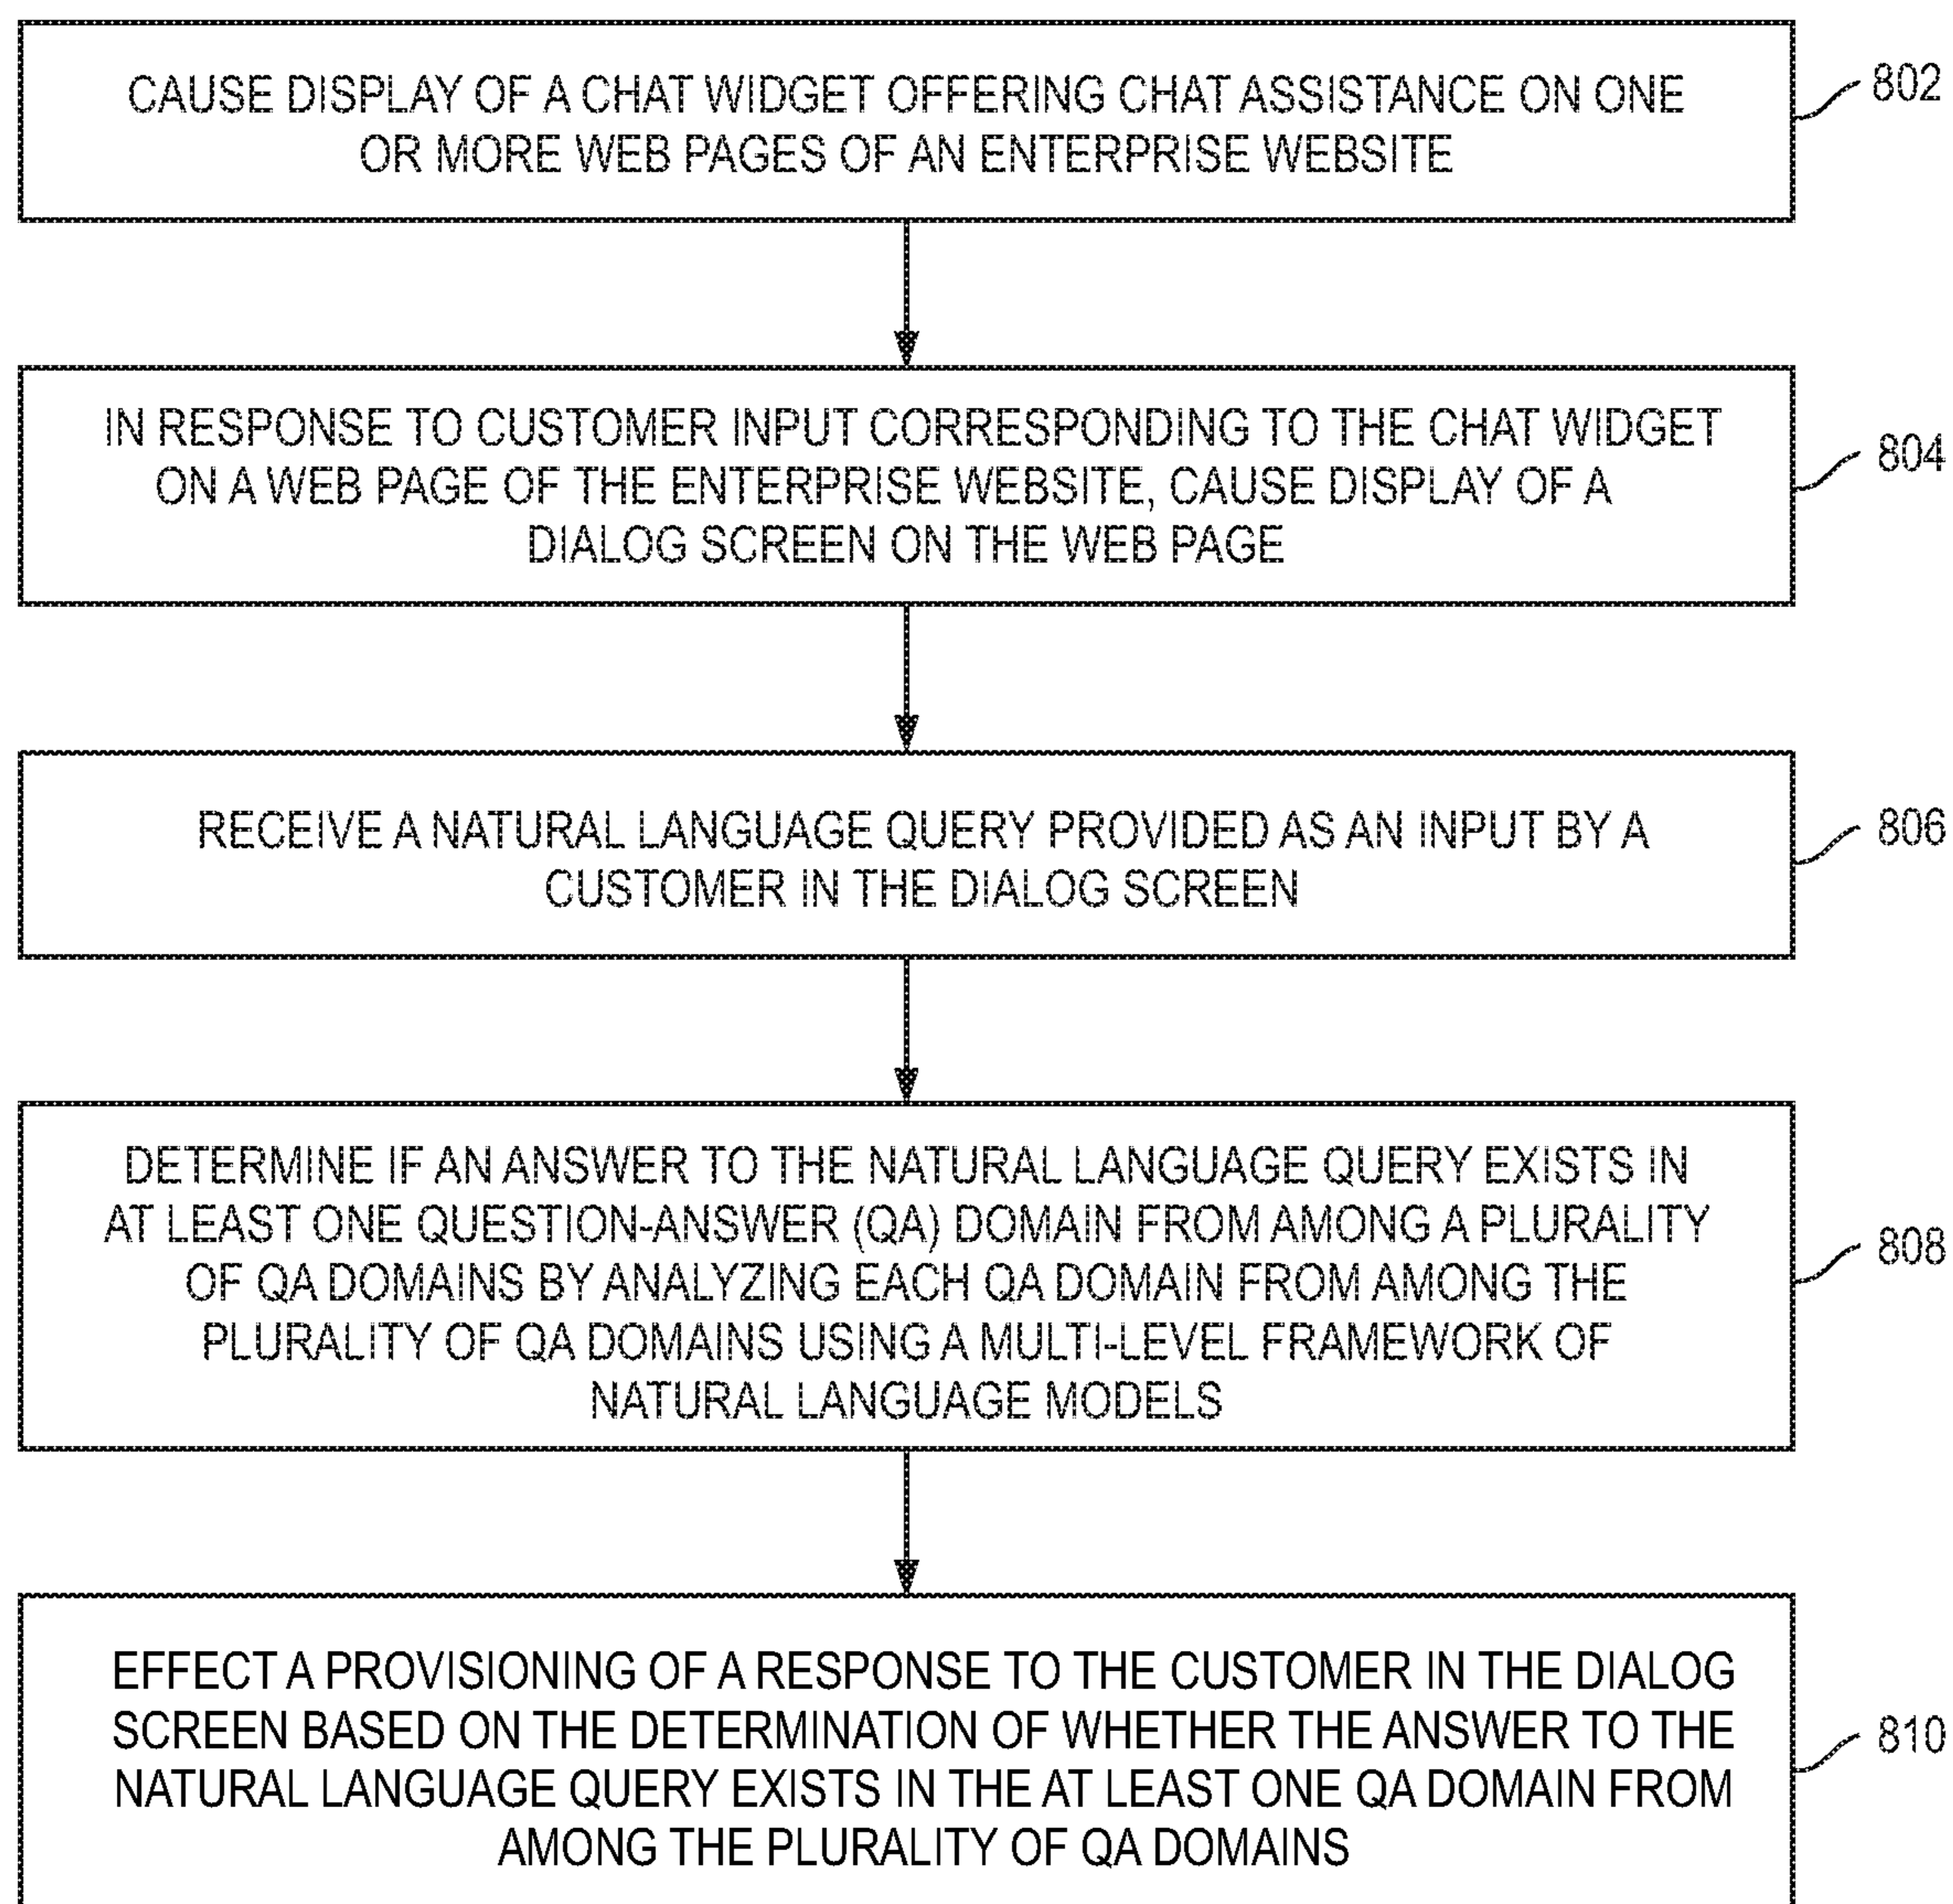 CAUSE DISPLAY OF A CHAT WIDGET OFFERING CHAT ASSISTANCE ON ONE
OR MORE WEB PAGES OF AN ENTERPRISE WEBSITE
802
IN RESPONSE TO CUSTOMER INPUT CORRESPONDING TO THE CHAT WIDGET
ON A WEB PAGE OF THE ENTERPRISE WEBSITE, CAUSE DISPLAY OF A
DIALOG SCREEN ON THE WEB PAGE
804
RECEIVE A NATURAL LANGUAGE QUERY PROVIDED AS AN INPUT BY A
CUSTOMER IN THE DIALOG SCREEN
806
DETERMINE IF AN ANSWER TO THE NATURAL LANGUAGE QUERY EXISTS IN
AT LEAST ONE QUESTION-ANSWER (QA) DOMAIN FROM AMONG A PLURALITY
OF QA DOMAINS BY ANALYZING EACH QA DOMAIN FROM AMONG THE
PLURALITY OF QA DOMAINS USING A MULTI-LEVEL FRAMEWORK OF
NATURAL LANGUAGE MODELS
808
EFFECT A PROVISIONING OF A RESPONSE TO THE CUSTOMER IN THE DIALOG
SCREEN BASED ON THE DETERMINATION OF WHETHER THE ANSWER TO THE
NATURAL LANGUAGE QUERY EXISTS IN THE AT LEAST ONE QA DOMAIN FROM
AMONG THE PLURALITY OF QA DOMAINS
810